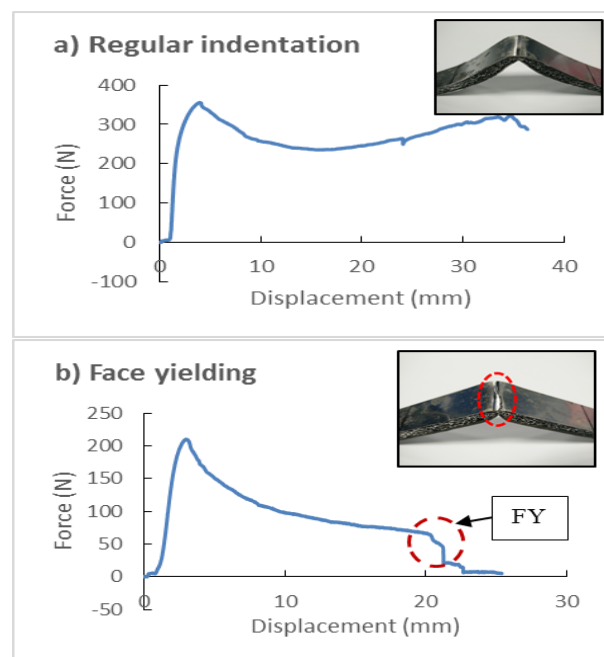 a) Regular indentation
400
300
200
100
0
-100
0 10 20 30 40
Force (N)
Displacement (mm)
b) Face yielding
250
200
150
100
50
0
-50
0 10 20 30
Force (N)
FY
Displacement (mm)